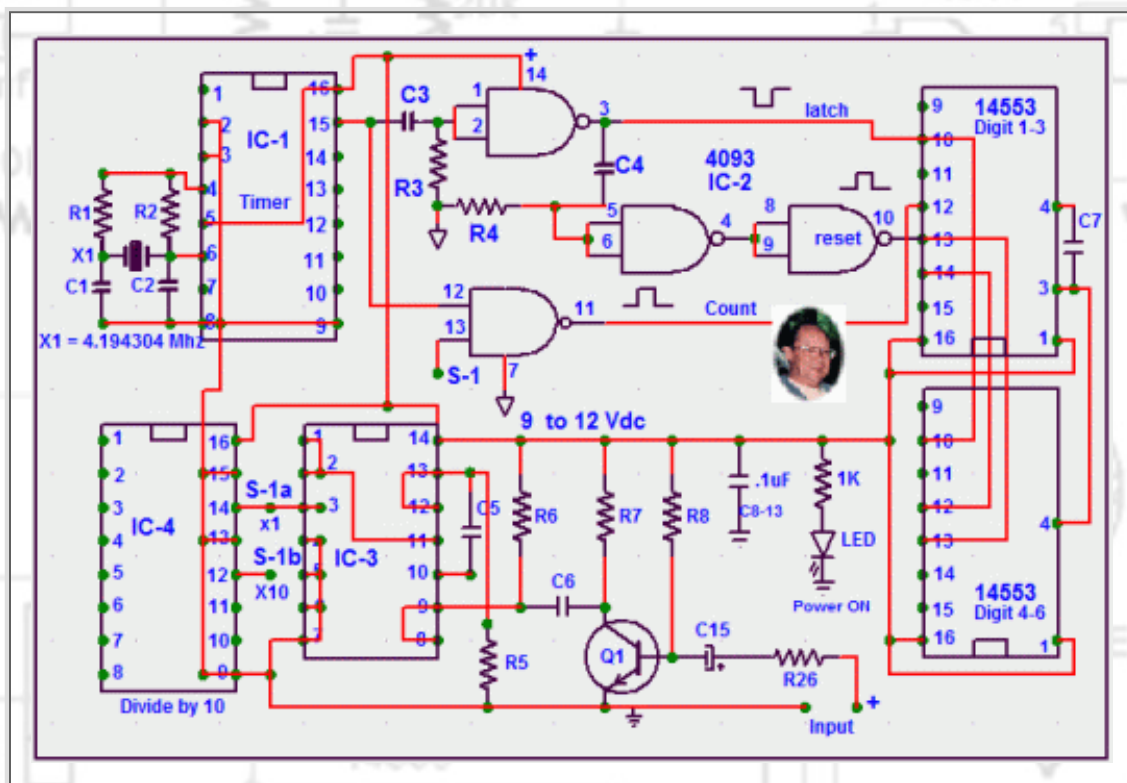 +
14
1
16
2
15
3
14
4
13
5
12
6
11
7
10
8
9
IC-1
Timer
R1
R2
X1
C1
C2
X1 = 4.194304 Mhz
C3
1
2
3
R3
C4
R4
4093
IC-2
5
6
4
8
9
10
reset
latch
12
13
11
7
S-1
Count
14553
Digit 1-3
9
10
11
12
13
14
15
16
4
3
1
C7
9 to 12 Vdc
1
2
3
4
5
6
7
8
16
15
14
13
12
11
10
9
IC-4
Divide by 10
S-1a
x1
S-1b
X10
1
2
3
5
6
7
14
13
12
11
10
9
8
IC-3
C5
R5
R6
R7
R8
C6
Q1
C15
R26
.1uF
C8-13
1K
LED
Power ON
+
Input
9
10
11
12
13
14
15
16
4
1
14553
Digit 4-6